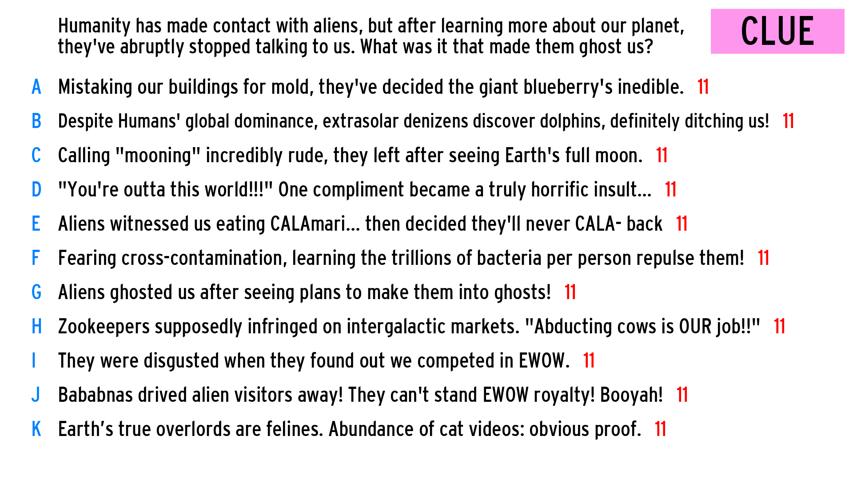 Humanity has made contact with aliens, but after learning more about our planet,
they've abruptly stopped talking to us. What was it that made them ghost us?
CLUE
A Mistaking our buildings for mold, they've decided the giant blueberry's inedible. 11
B Despite Humans' global dominance, extrasolar denizens discover dolphins, definitely ditching us! 11
C Calling "mooning" incredibly rude, they left after seeing Earth's full moon. 11
D "You're outta this world!!!" One compliment became a truly horrific insult... 11
E Aliens witnessed us eating CALAmari... then decided they'll never CALA- back 11
F Fearing cross-contamination, learning the trillions of bacteria per person repulse them! 11
G Aliens ghosted us after seeing plans to make them into ghosts! 11
H Zookeepers supposedly infringed on intergalactic markets. "Abducting cows is OUR job!!" 11
I They were disgusted when they found out we competed in EWOW. 11
J Bababnas drived alien visitors away! They can't stand EWOW royalty! Booyah! 11
K Earth’s true overlords are felines. Abundance of cat videos: obvious proof. 11